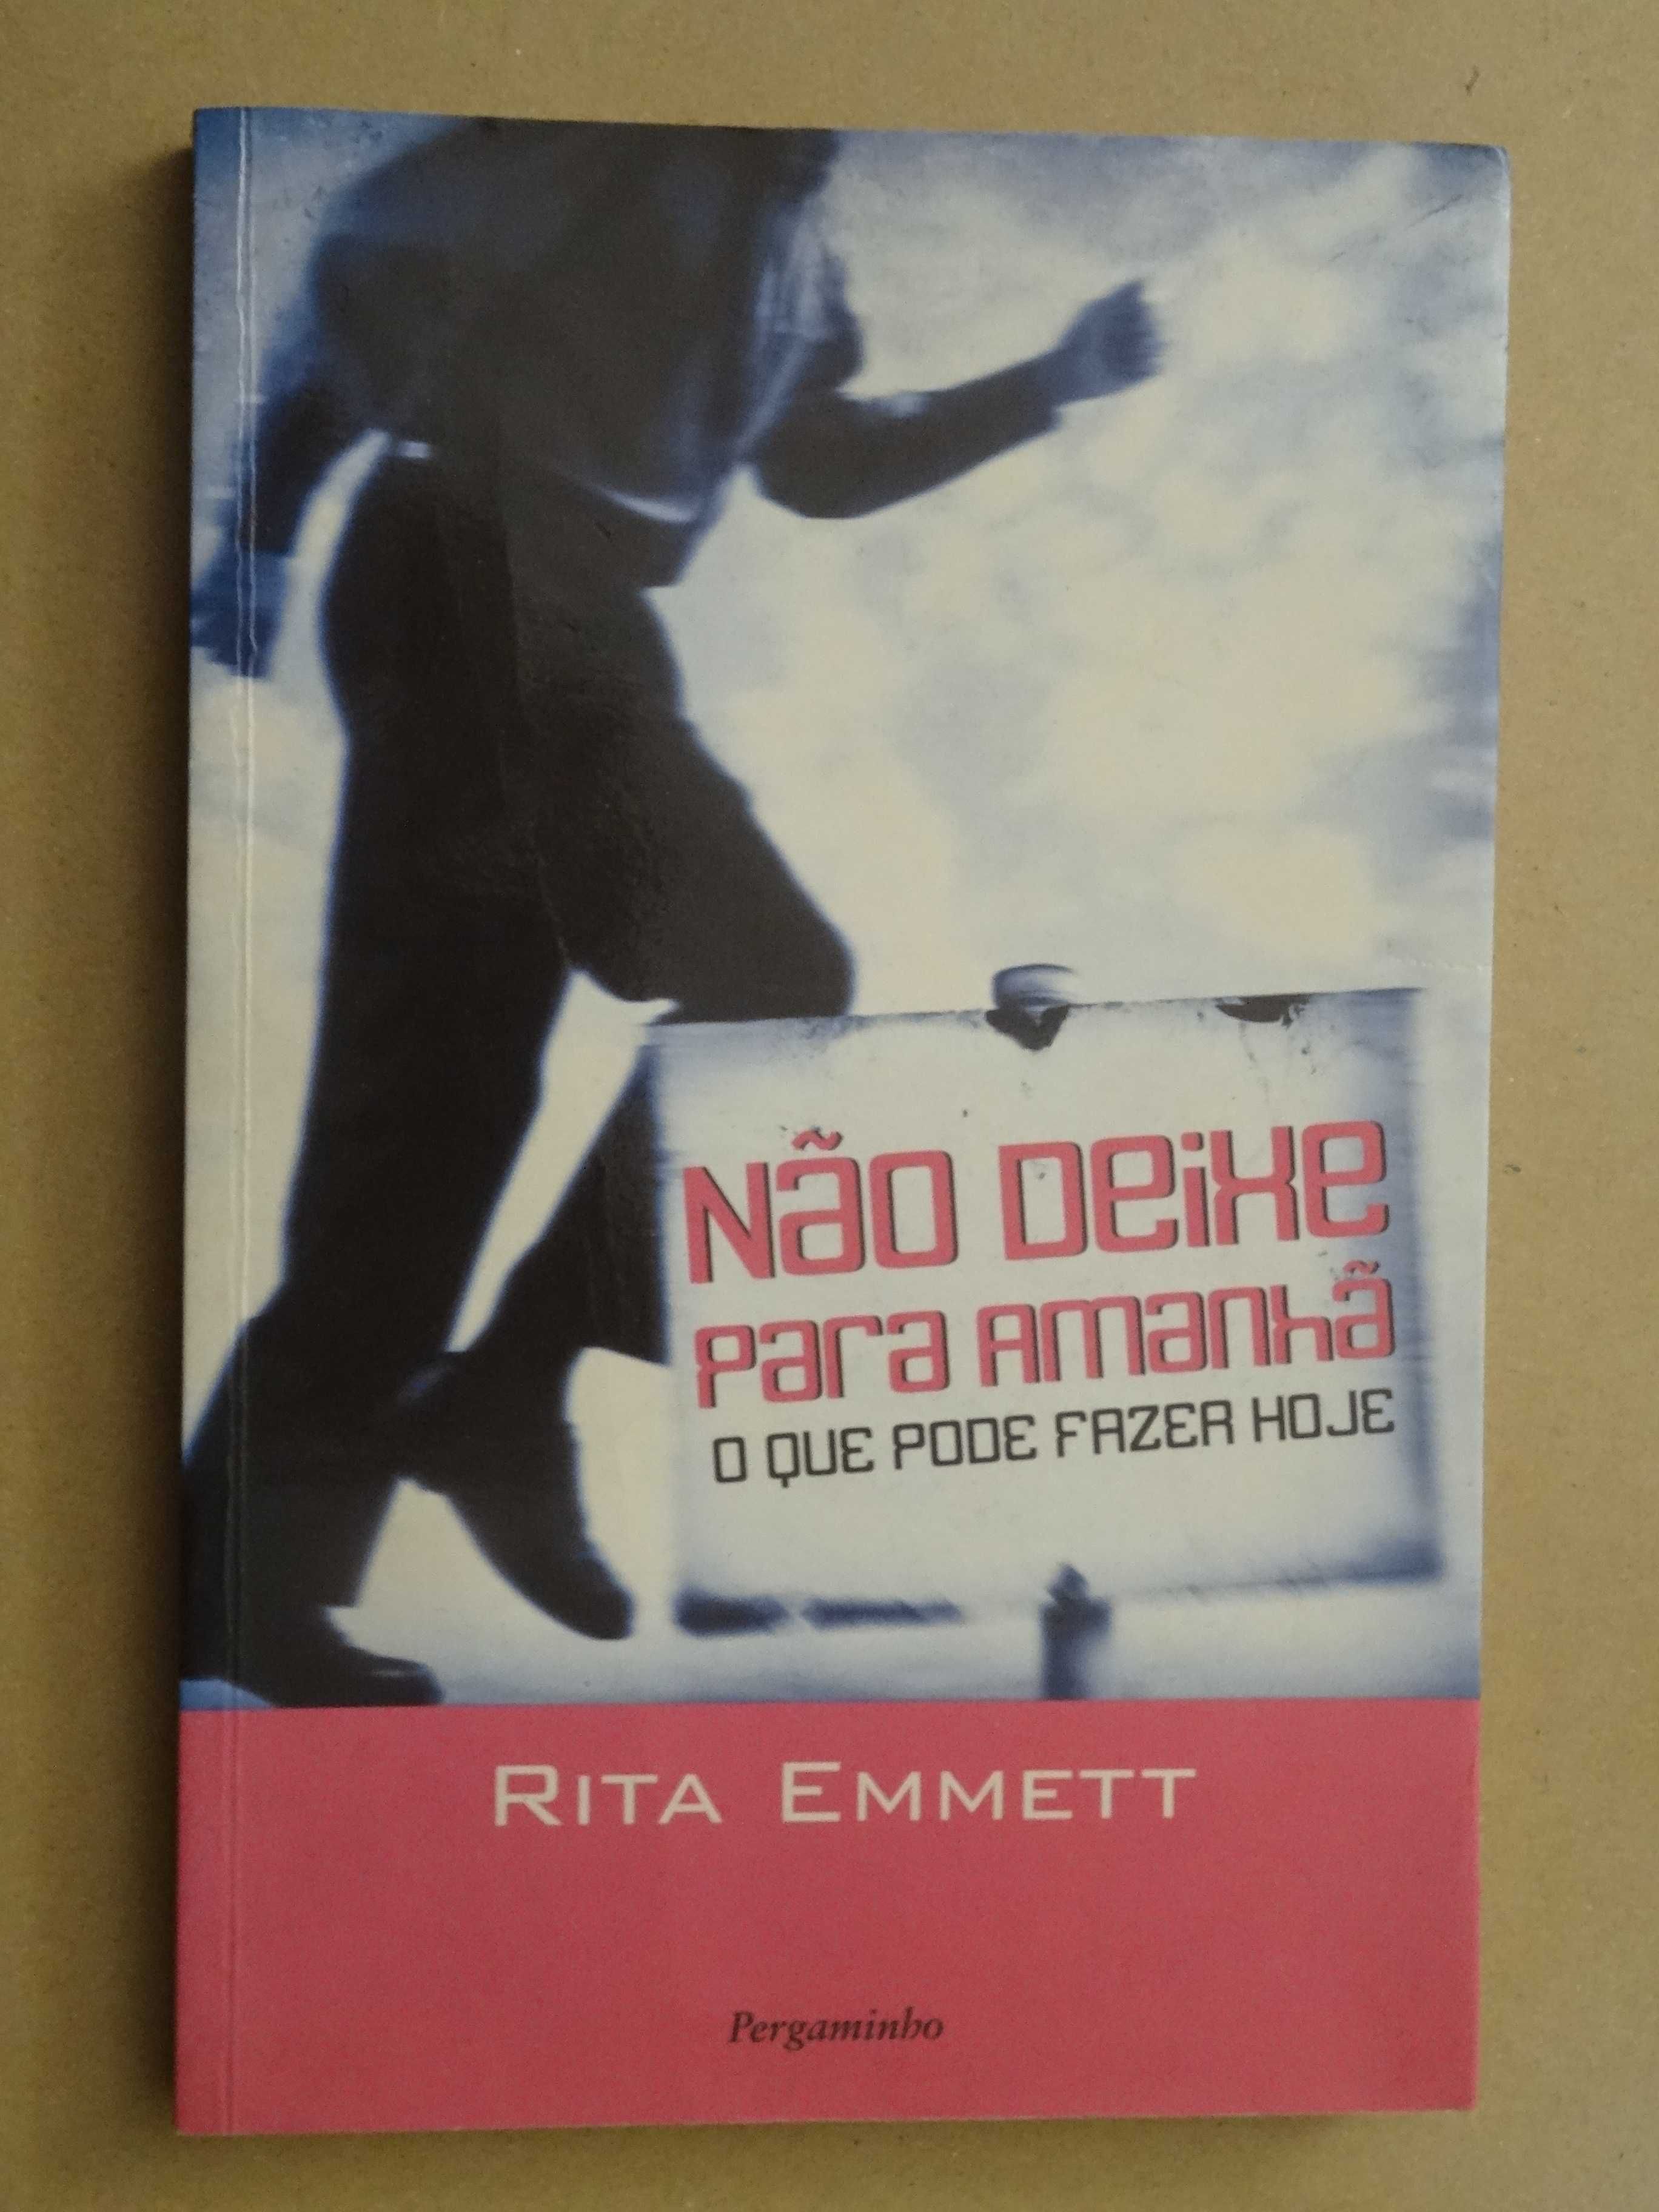 Não Deixe
para Amanhã
O QUE PODE FAZER HOJE
RITA EMMETT
Pergaminho